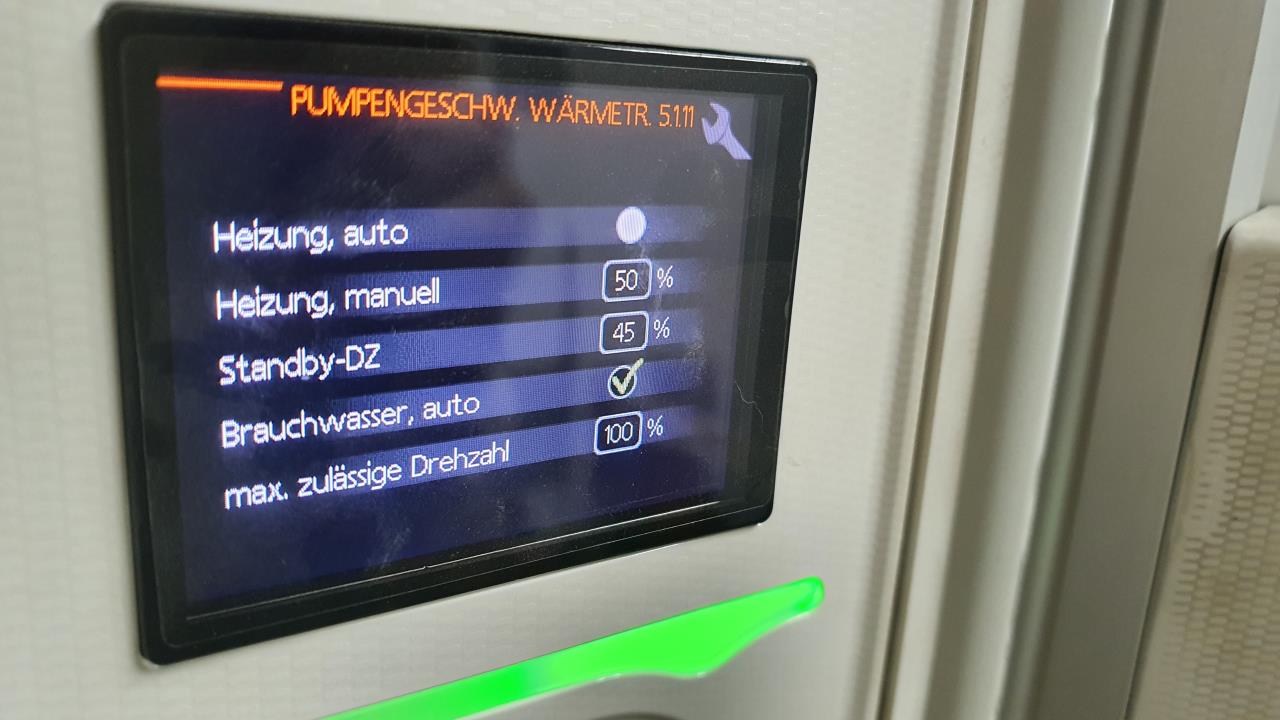 PUMPENGESCHW. WÄRMETR. 5.1.11
Heizung, auto
Heizung, manuell 50 %
Standby-DZ 45 %
Brauchwasser, auto
max. zulässige Drehzahl 100 %